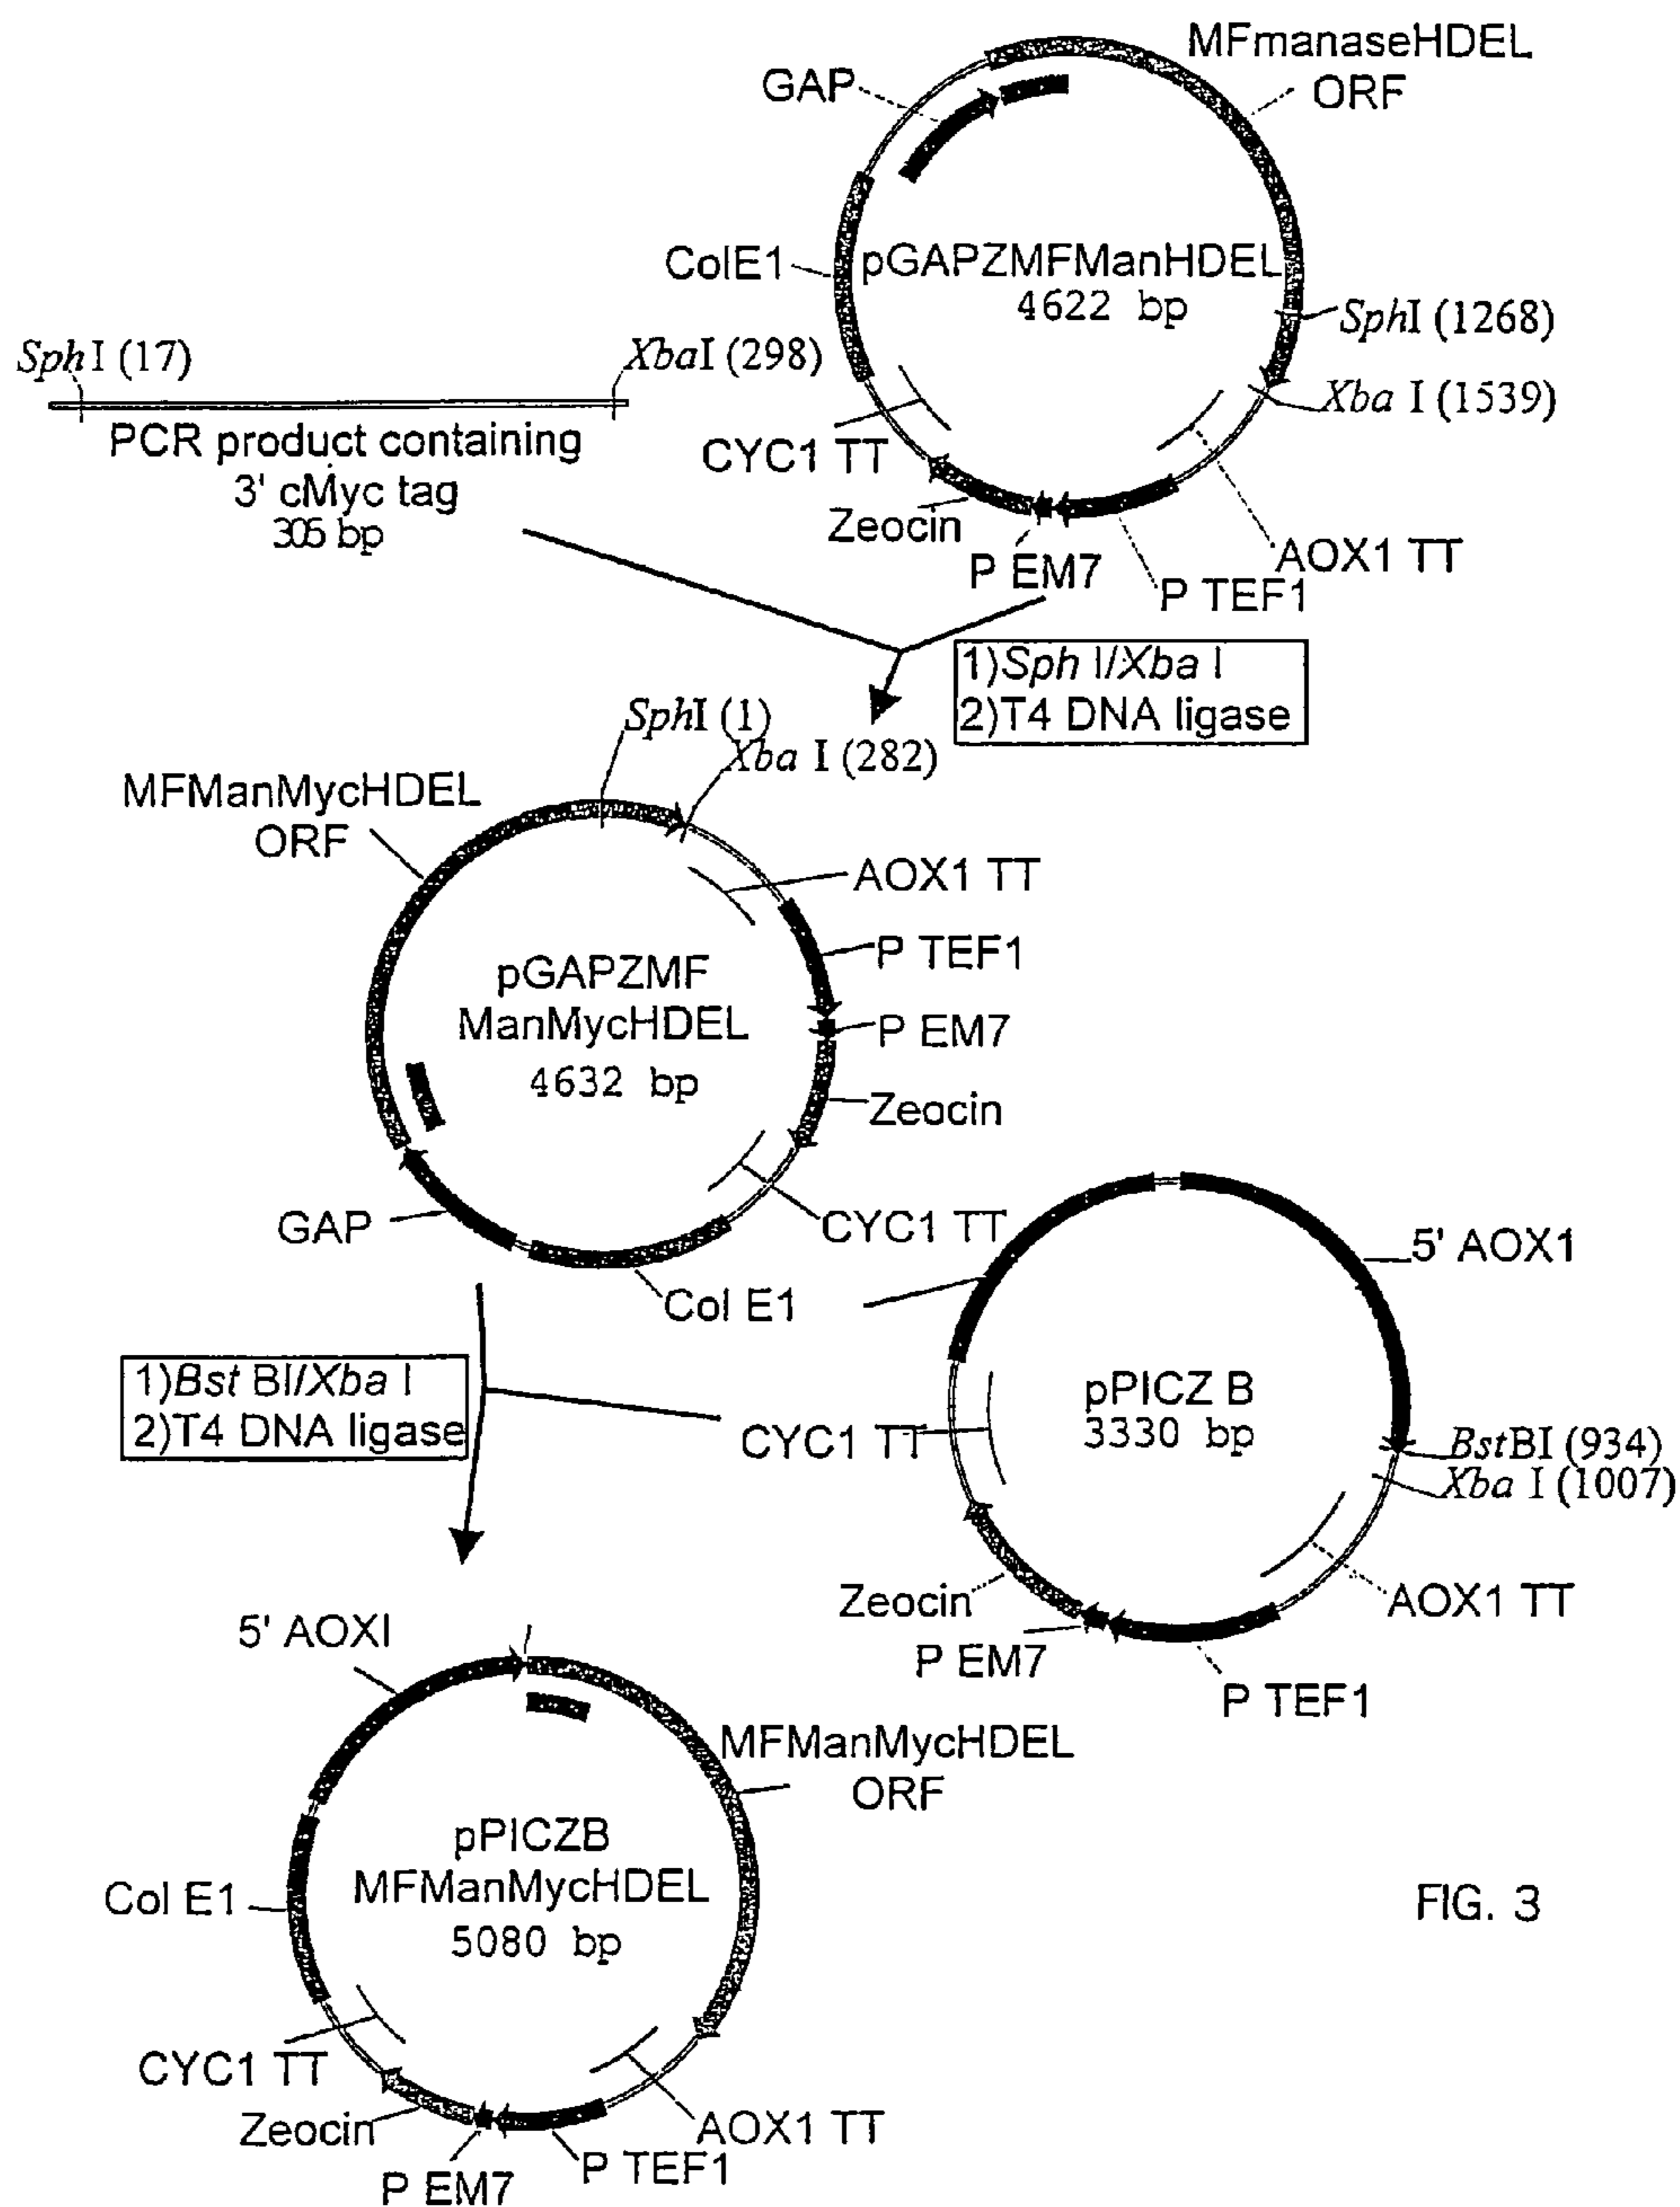 MFmanaseHDEL
ORF
GAP
ColE1
pGAPZMFManHDEL
4622 bp
SphI (1268)
Xba I (1539)
SphI (17)
XbaI (298)
PCR product containing
3' cMyc tag
305 bp
CYC1 TT
Zeocin
P EM7
P TEF1
AOX1 TT
1)Sph I/Xba I
2)T4 DNA ligase
SphI (1)
Xba I (282)
MFManMycHDEL
ORF
AOX1 TT
P TEF1
P EM7
Zeocin
pGAPZMF
ManMycHDEL
4632 bp
CYC1 TT
GAP
Col E1
5' AOX1
1)Bst BI/Xba I
2)T4 DNA ligase
pPICZ B
3330 bp
CYC1 TT
BstBI (934)
Xba I (1007)
Zeocin
P EM7
P TEF1
AOX1 TT
5' AOXI
MFManMycHDEL
ORF
pPICZB
MFManMycHDEL
5080 bp
Col E1
CYC1 TT
Zeocin
P EM7
P TEF1
AOX1 TT
FIG. 3